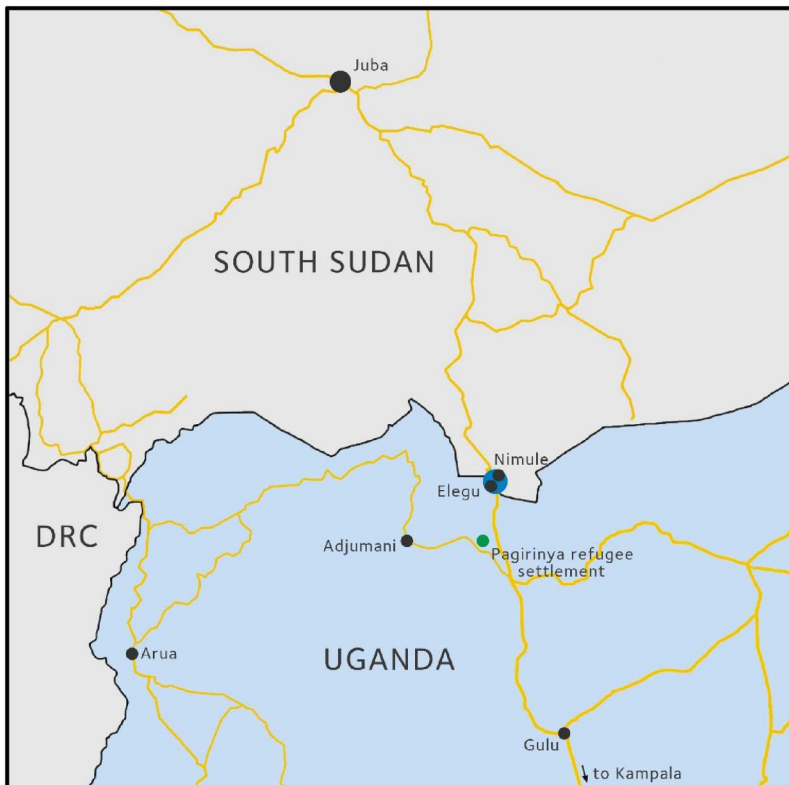 Juba
SOUTH SUDAN
Nimule
Elegu
DRC
Adjumani
Pagirinya refugee
settlement
Arua
UGANDA
Gulu
to Kampala